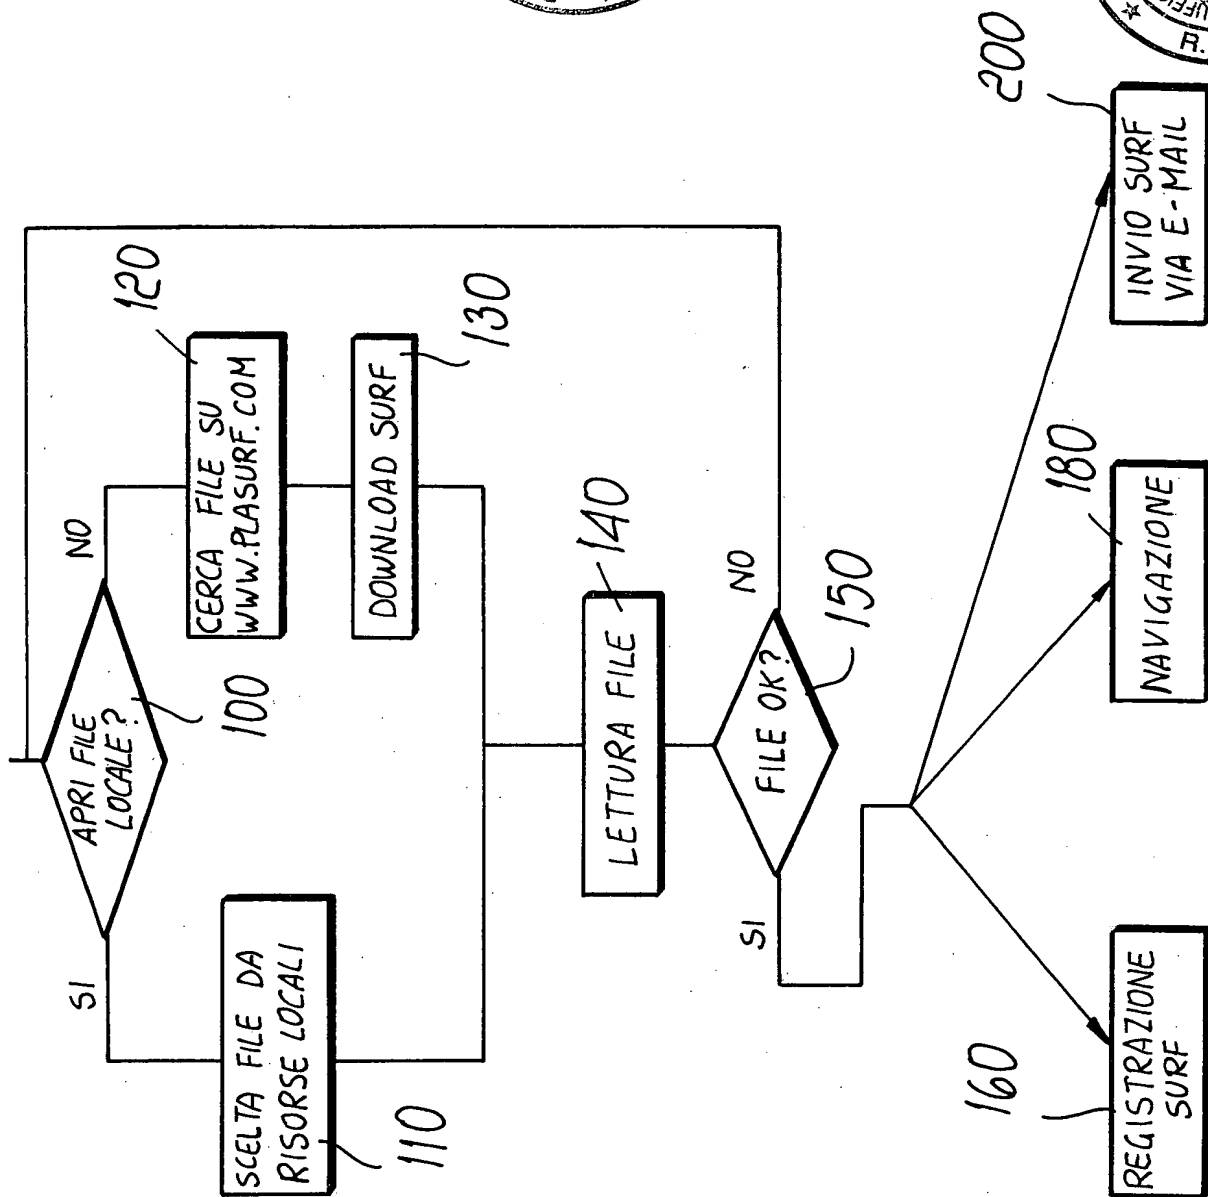 APRI FILE
LOCALE?
100
SI
NO
SCELTA FILE DA
RISORSE LOCALI
110
CERCA FILE SU
WWW.PLASURF.COM
120
DOWNLOAD SURF
130
LETTURA FILE
140
FILE OK?
150
SI
NO
REGISTRAZIONE
SURF
160
NAVIGAZIONE
180
INVIO SURF
VIA E-MAIL
200
R.